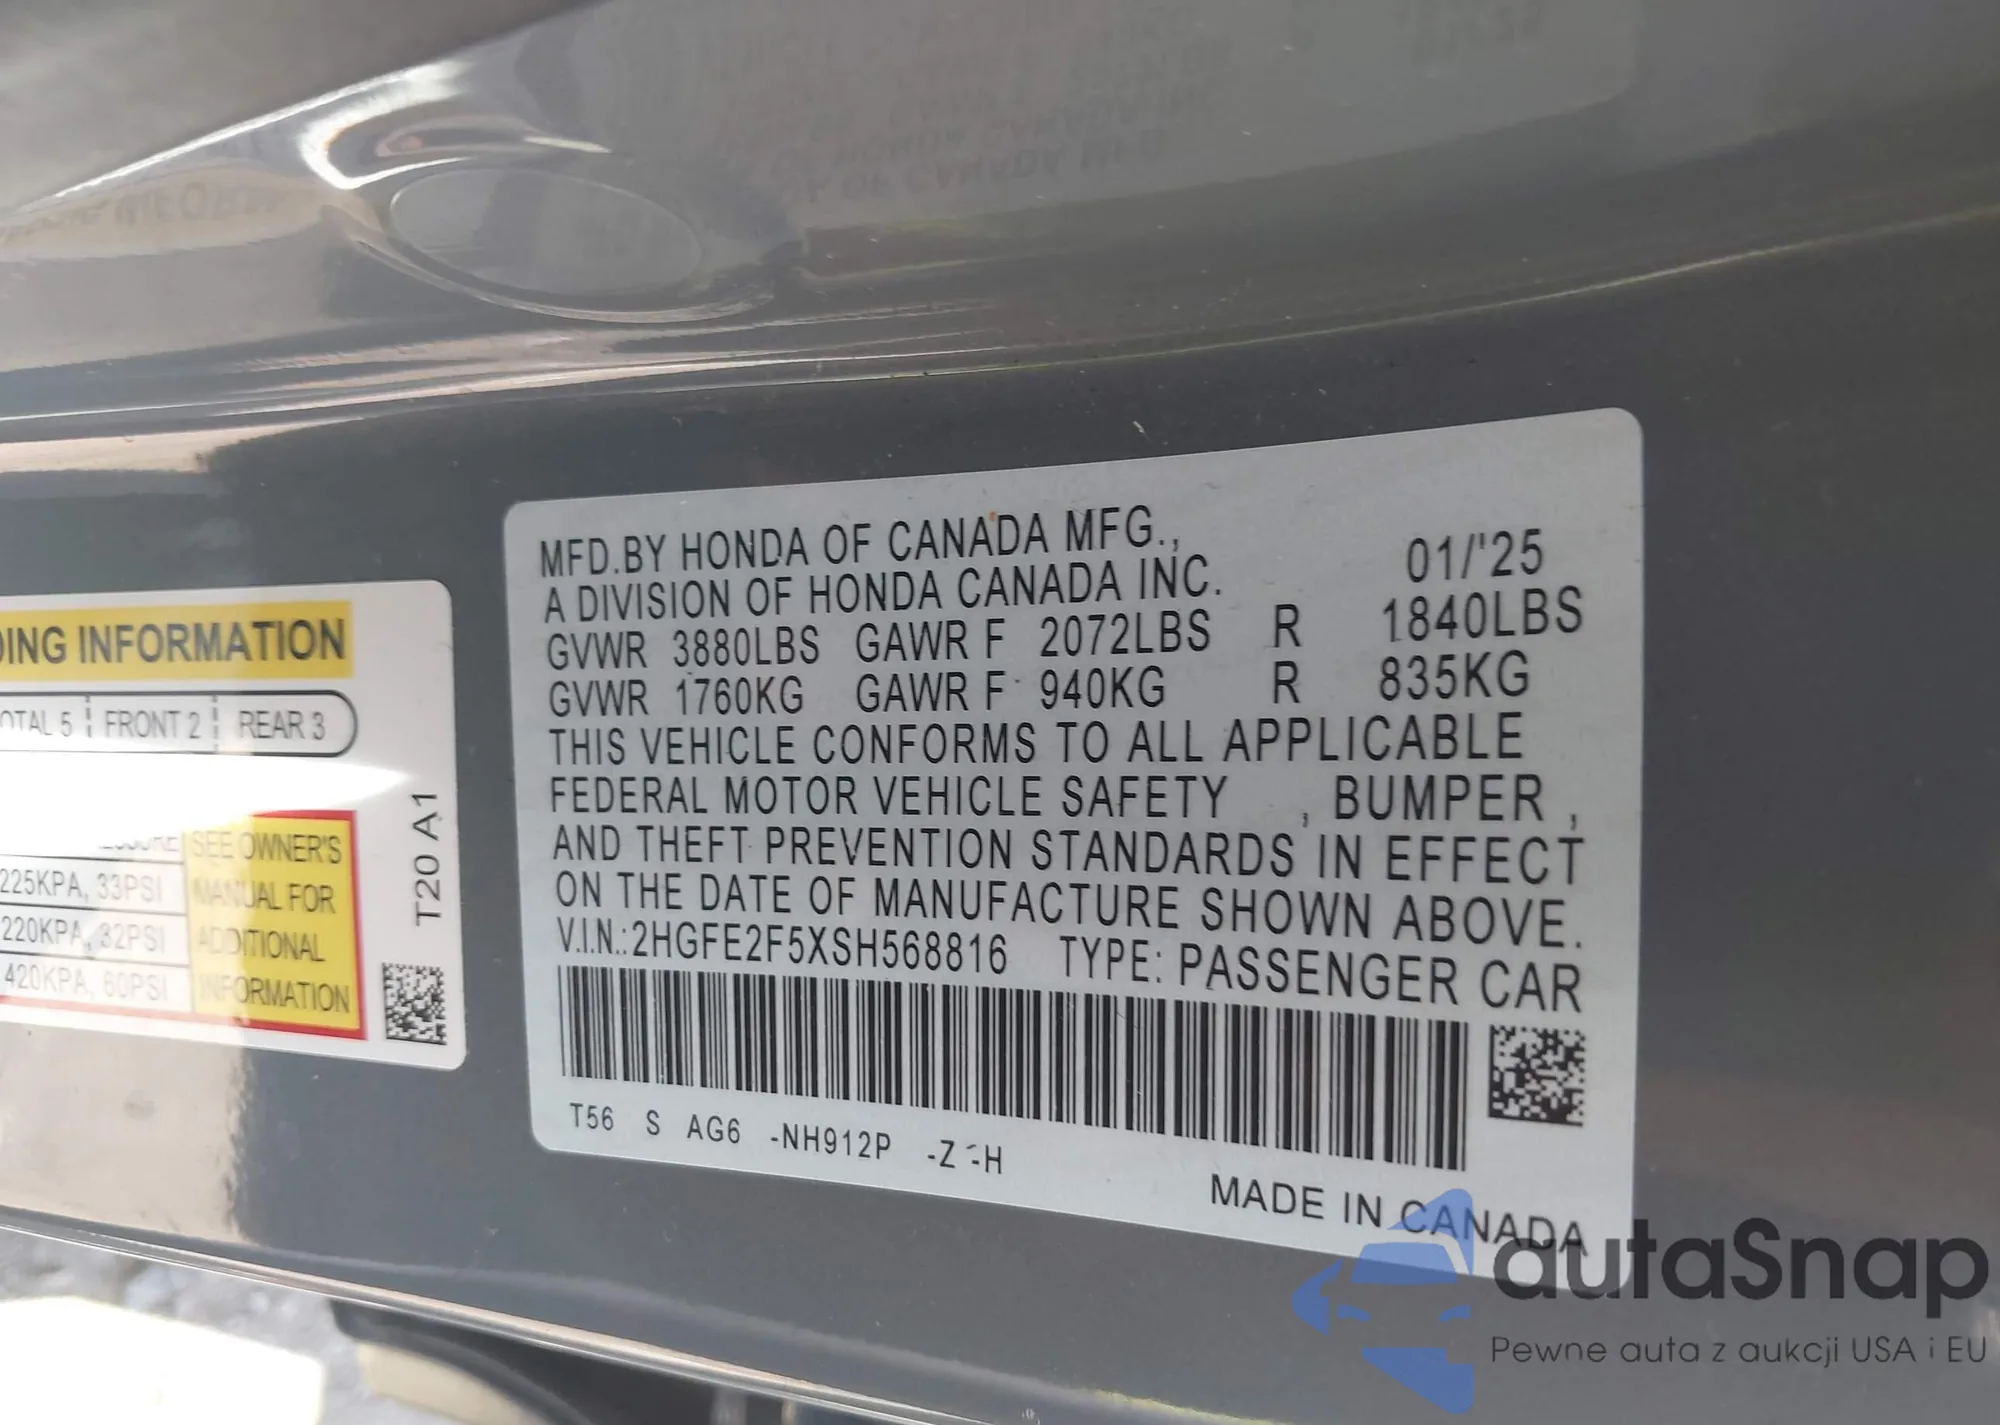 MFD.BY HONDA OF CANADA MFG.,
A DIVISION OF HONDA CANADA INC. 01/'25
GVWR 3880LBS GAWR F 2072LBS R 1840LBS
GVWR 1760KG GAWR F 940KG R 835KG
THIS VEHICLE CONFORMS TO ALL APPLICABLE
FEDERAL MOTOR VEHICLE SAFETY , BUMPER ,
AND THEFT PREVENTION STANDARDS IN EFFECT
ON THE DATE OF MANUFACTURE SHOWN ABOVE.
V.I.N.:2HGFE2F5XSH568816 TYPE: PASSENGER CAR
T56 S AG6 -NH912P -Z -H
MADE IN CANADA
INFORMATION
5 FRONT 2 REAR 3
SEE OWNER'S
225KPA, 33PSI MANUAL FOR
220KPA, 32PSI ADDITIONAL
420KPA, 60PSI INFORMATION
T20 A1
autaSnap
Pewne auta z aukcji USA i EU